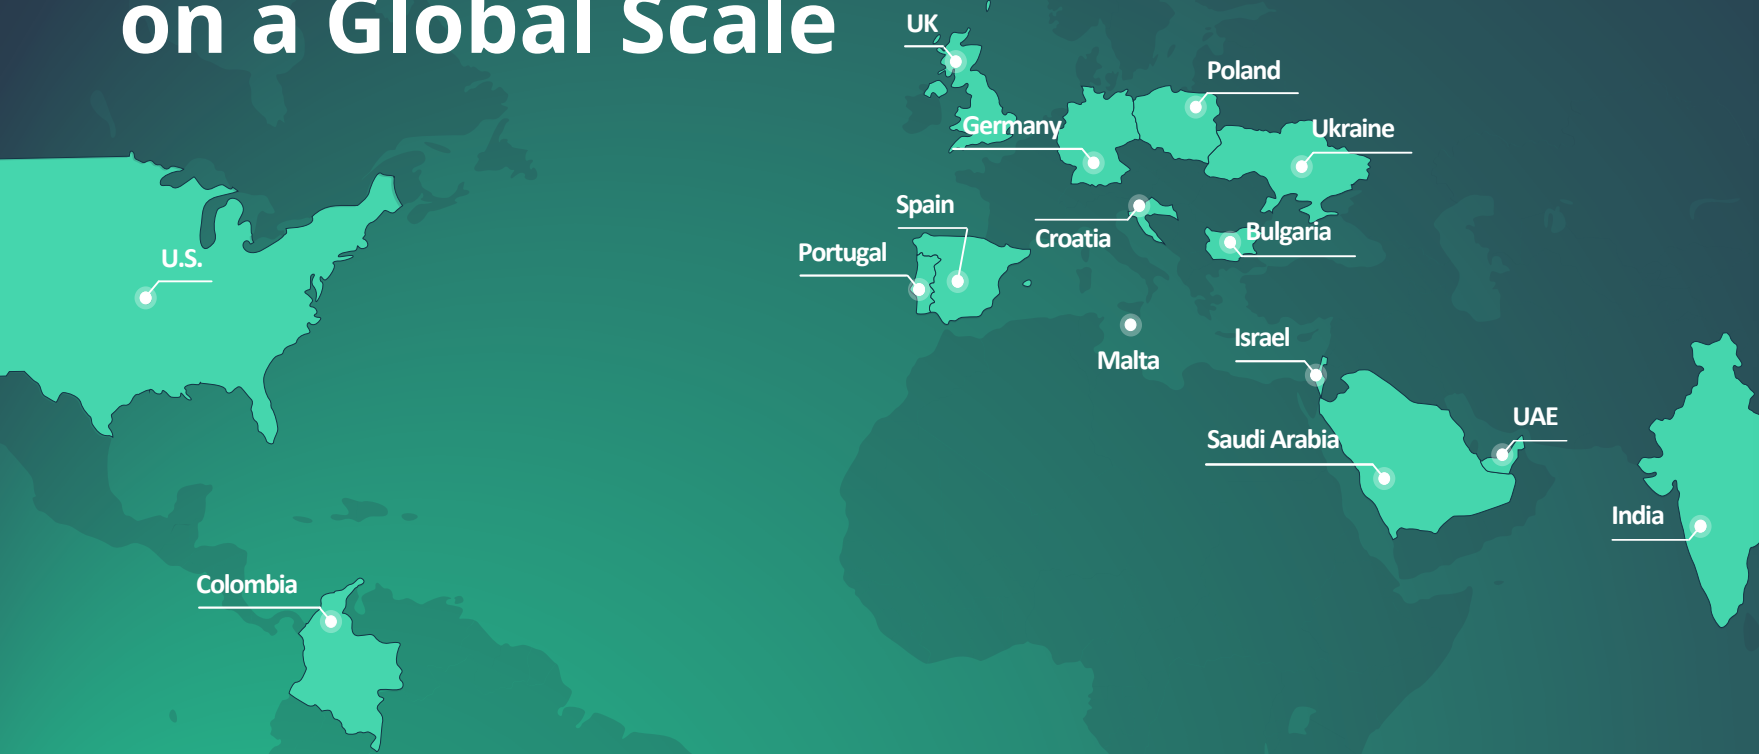 on a Global Scale
UK
Poland
Germany
Ukraine
Spain
Croatia
Bulgaria
Portugal
U.S.
Malta
Israel
UAE
Saudi Arabia
India
Colombia